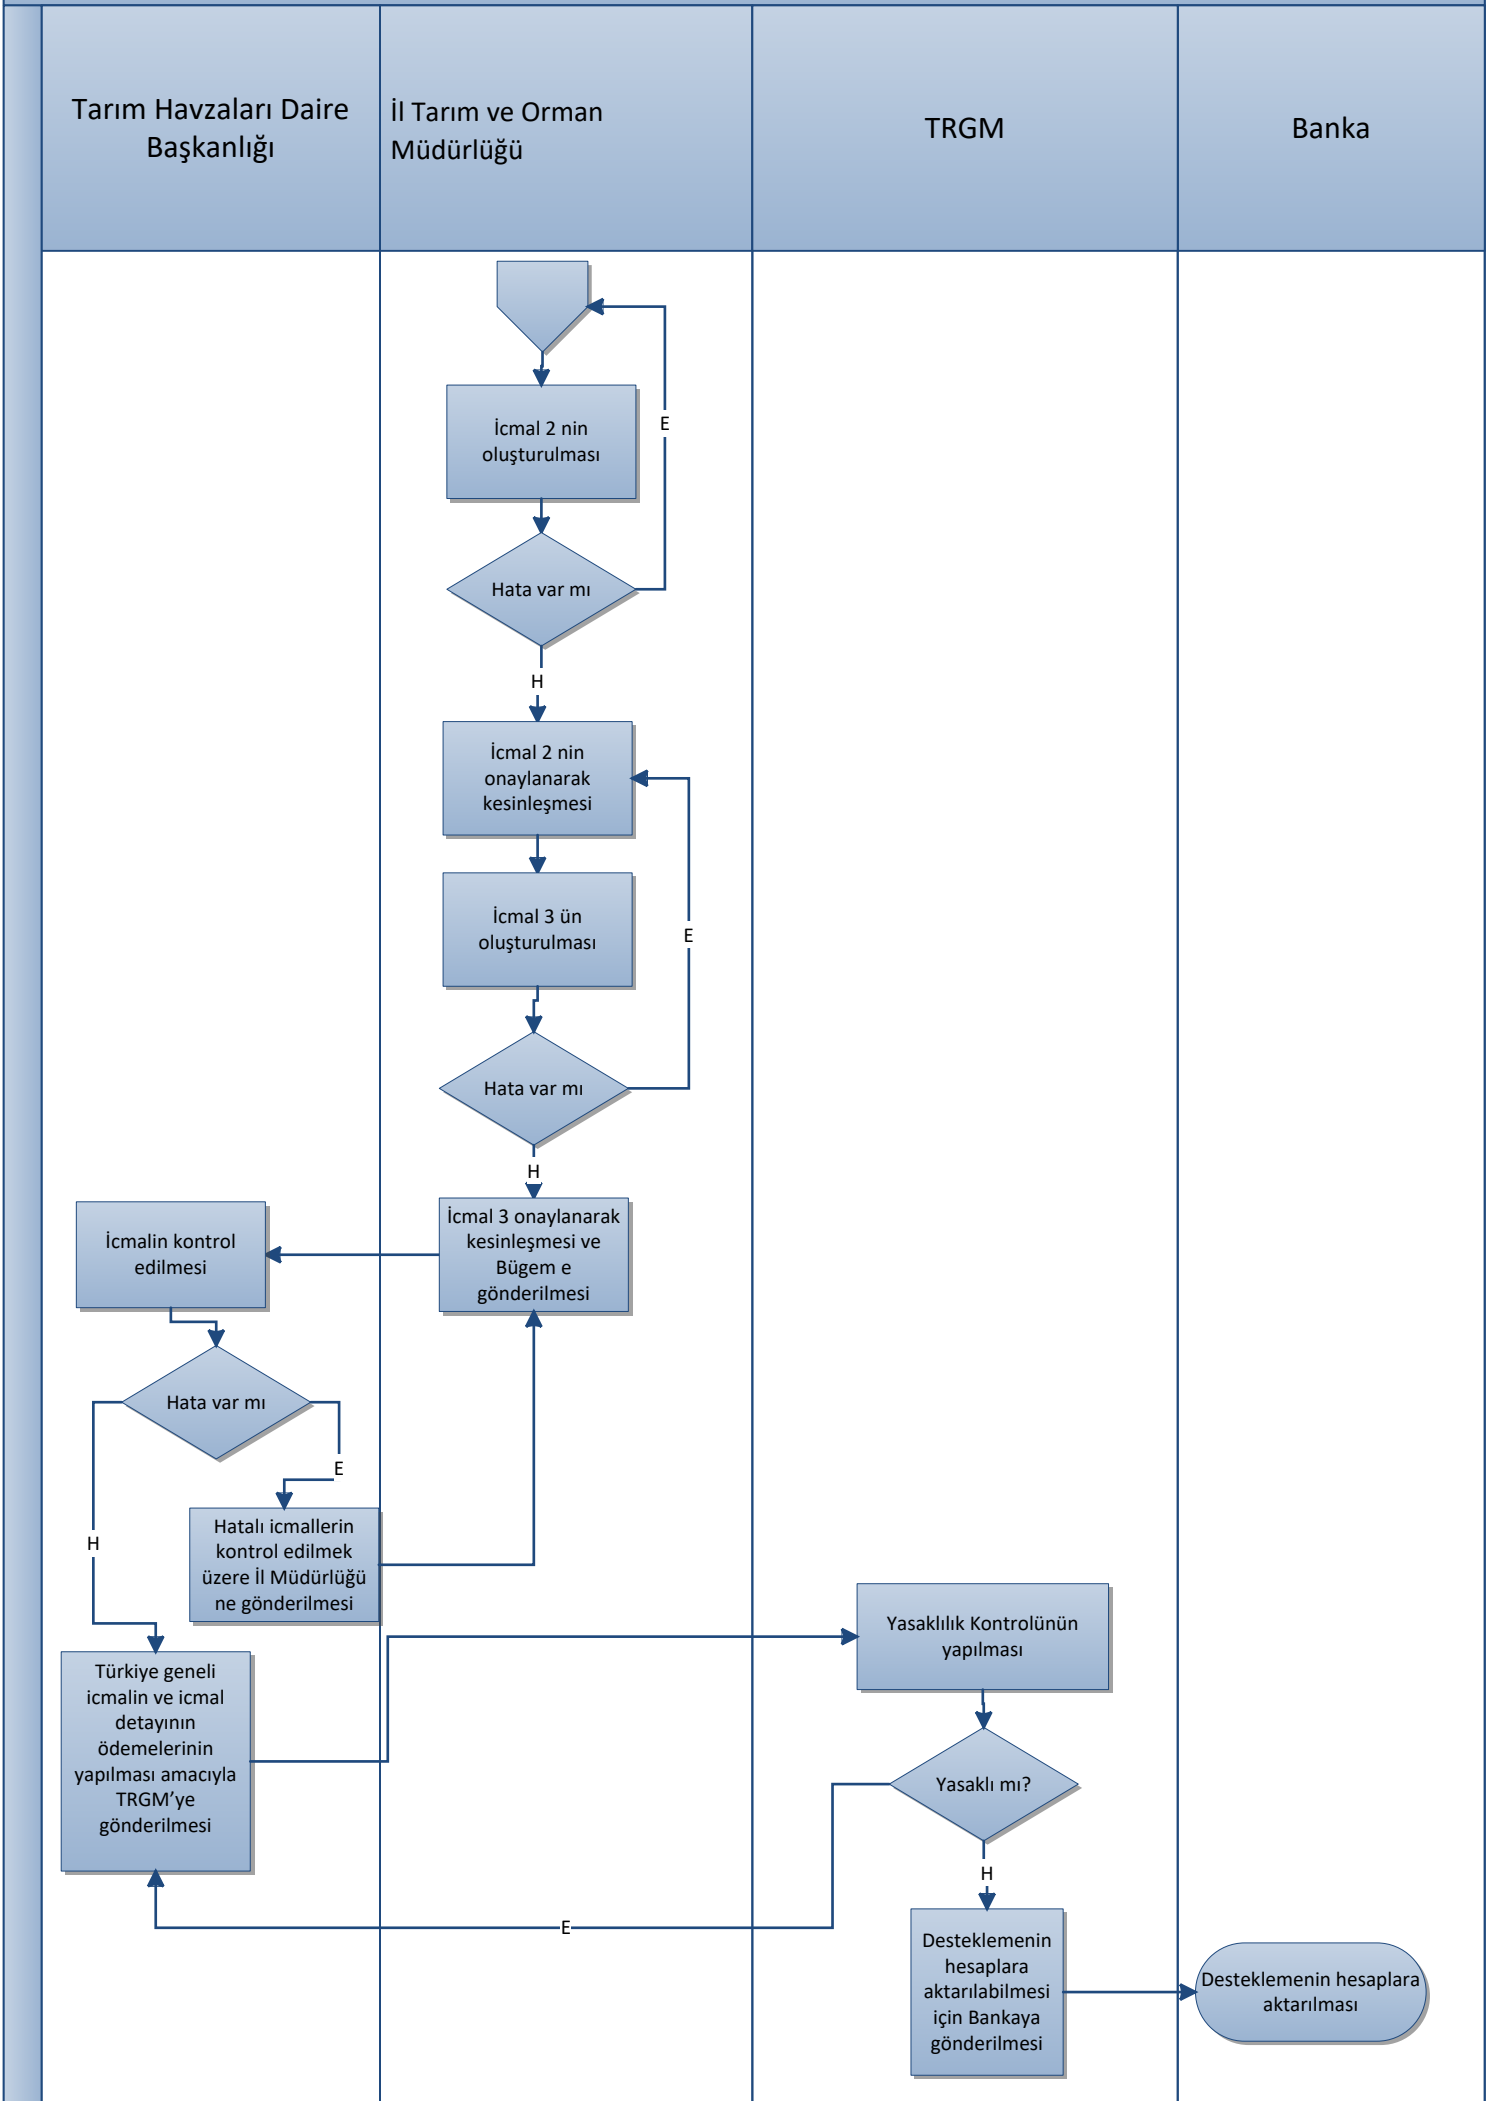 Tarım Havzaları Daire
Başkanlığı
İl Tarım ve Orman
Müdürlüğü
TRGM
Banka
İcmal 2 nin
oluşturulması
E
Hata var mı
H
İcmal 2 nin
onaylanarak
kesinleşmesi
İcmal 3 ün
oluşturulması
E
Hata var mı
H
İcmal 3 onaylanarak
kesinleşmesi ve
Bügem e
gönderilmesi
İcmalin kontrol
edilmesi
Hata var mı
E
H
Hatalı icmallerin
kontrol edilmek
üzere İl Müdürlüğü
ne gönderilmesi
Türkiye geneli
icmalin ve icmal
detayının
ödemelerinin
yapılması amacıyla
TRGM’ye
gönderilmesi
Yasaklılık Kontrolünün
yapılması
Yasaklı mı?
H
E
Desteklemenin
hesaplara
aktarılabilmesi
için Bankaya
gönderilmesi
Desteklemenin hesaplara
aktarılması